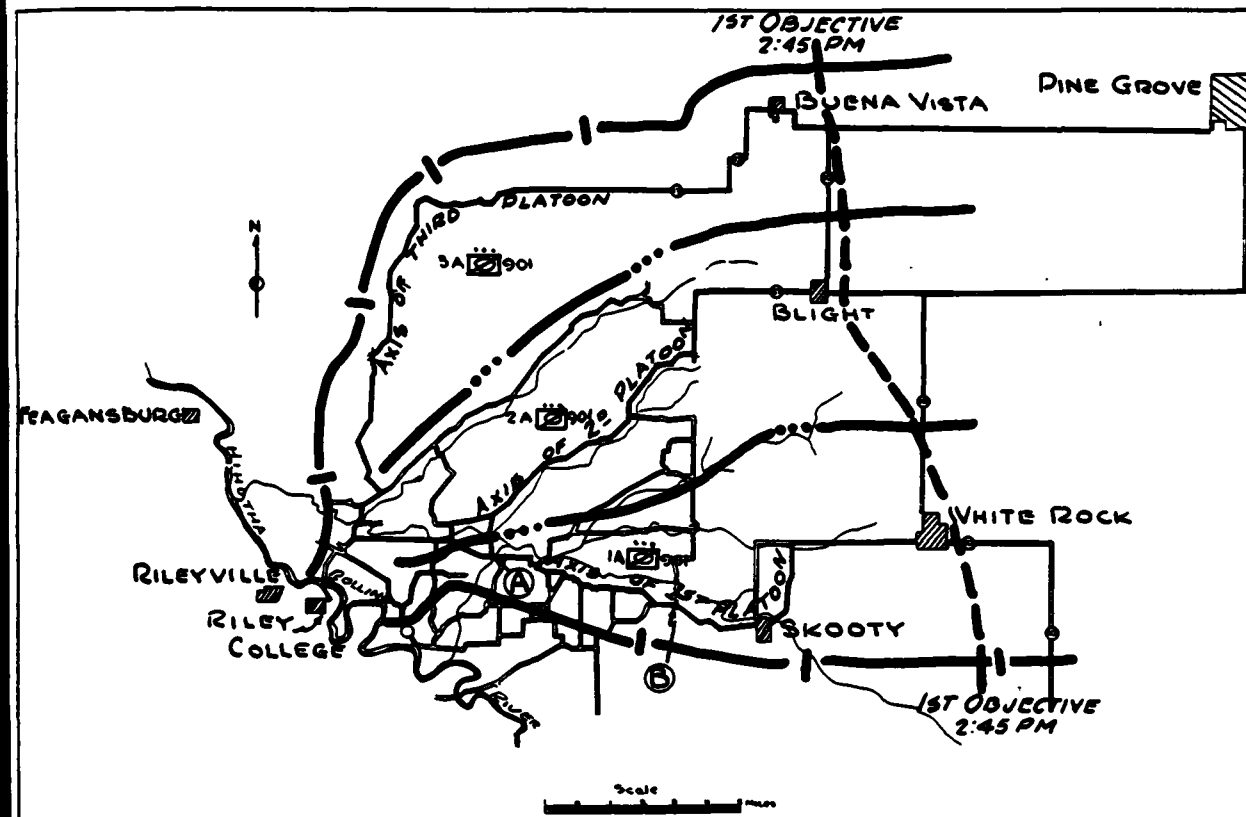 1ST OBJECTIVE
2:45 PM
PINE GROVE
BUENA VISTA
N
AXIS OF THIRD PLATOON
3A 901
BLIGHT
2A 901
AXIS OF 2D PLATOON
FEAGANSBURG
WHITE ROCK
1A 901
AXIS OF 1ST PLATOON
A
RILEYVILLE
ROLLING
RIVER
RILEY
COLLEGE
SKOOTY
B
1ST OBJECTIVE
2:45 PM
Scale
MILES